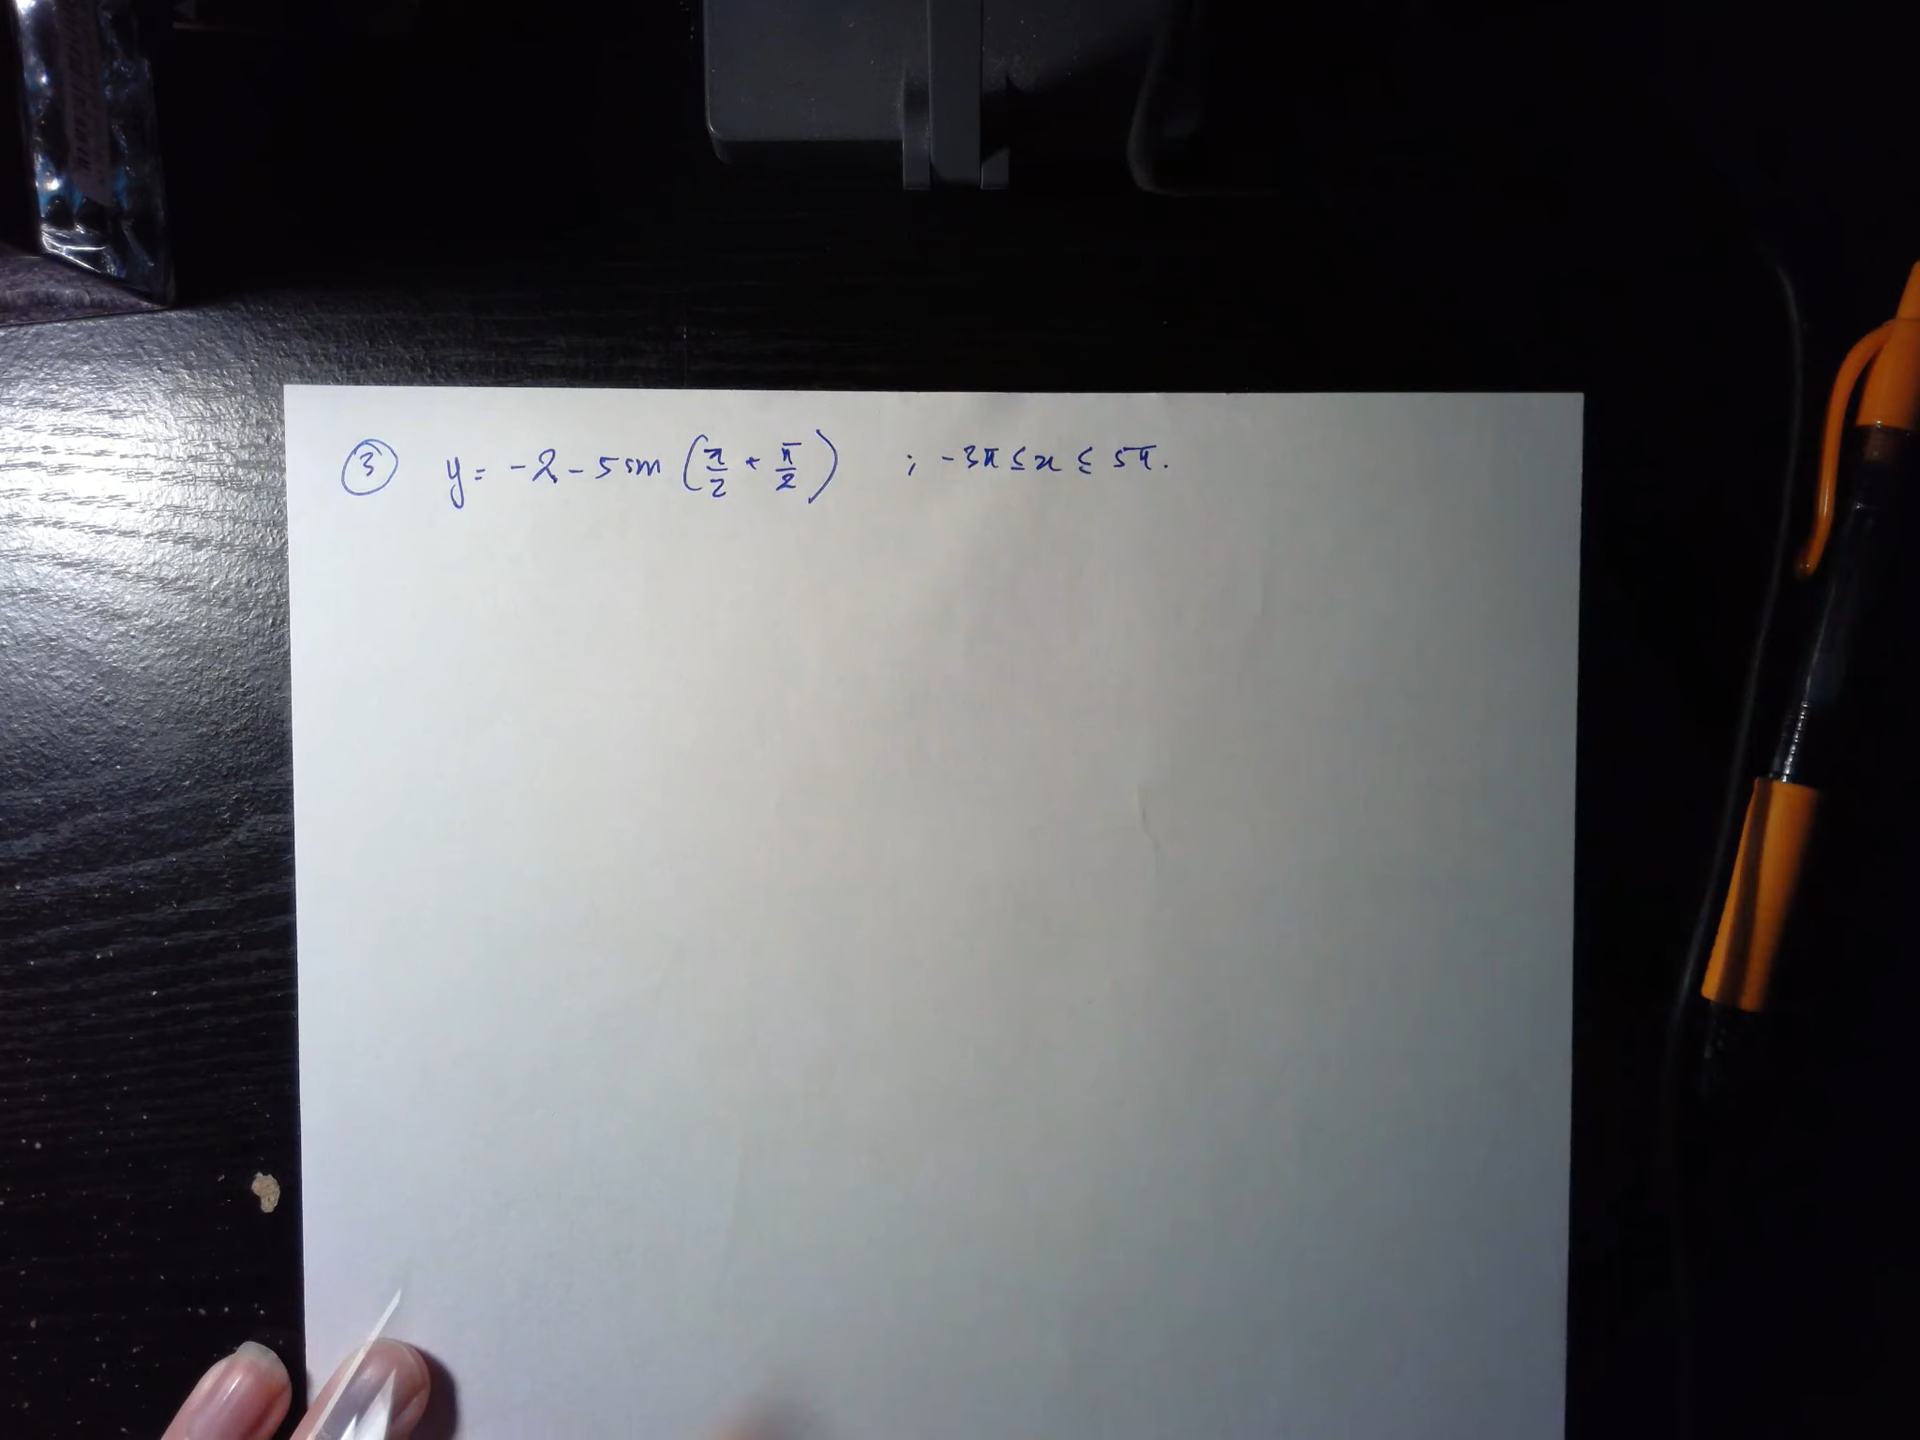 ③ y = -2 - 5 sin (x/2 + π/2) ; -3π ≤ x ≤ 5π.